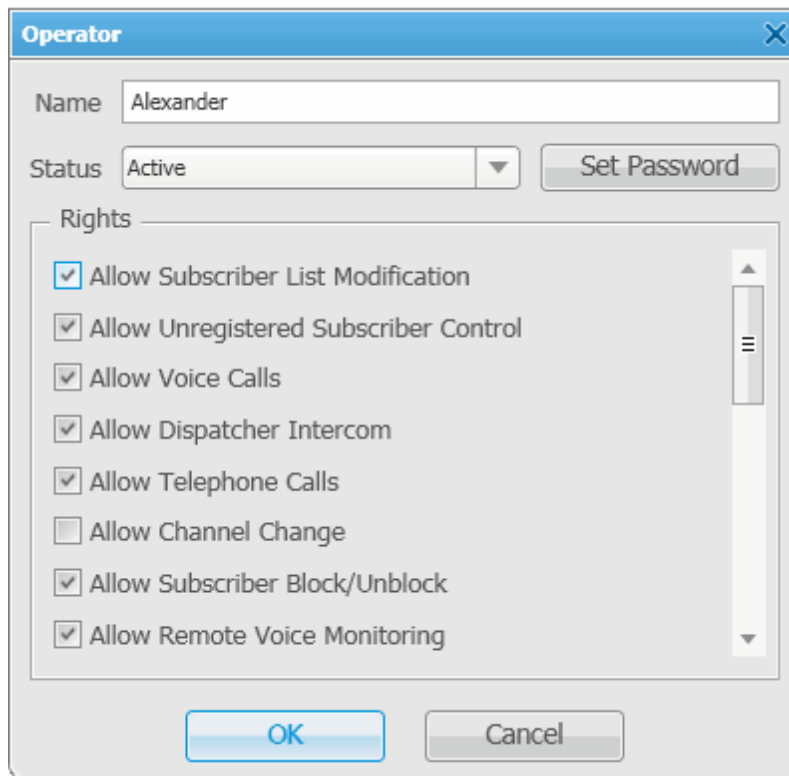 Operator
Name Alexander
Status Active Set Password
Rights
Allow Subscriber List Modification
Allow Unregistered Subscriber Control
Allow Voice Calls
Allow Dispatcher Intercom
Allow Telephone Calls
Allow Channel Change
Allow Subscriber Block/Unblock
Allow Remote Voice Monitoring
OK Cancel